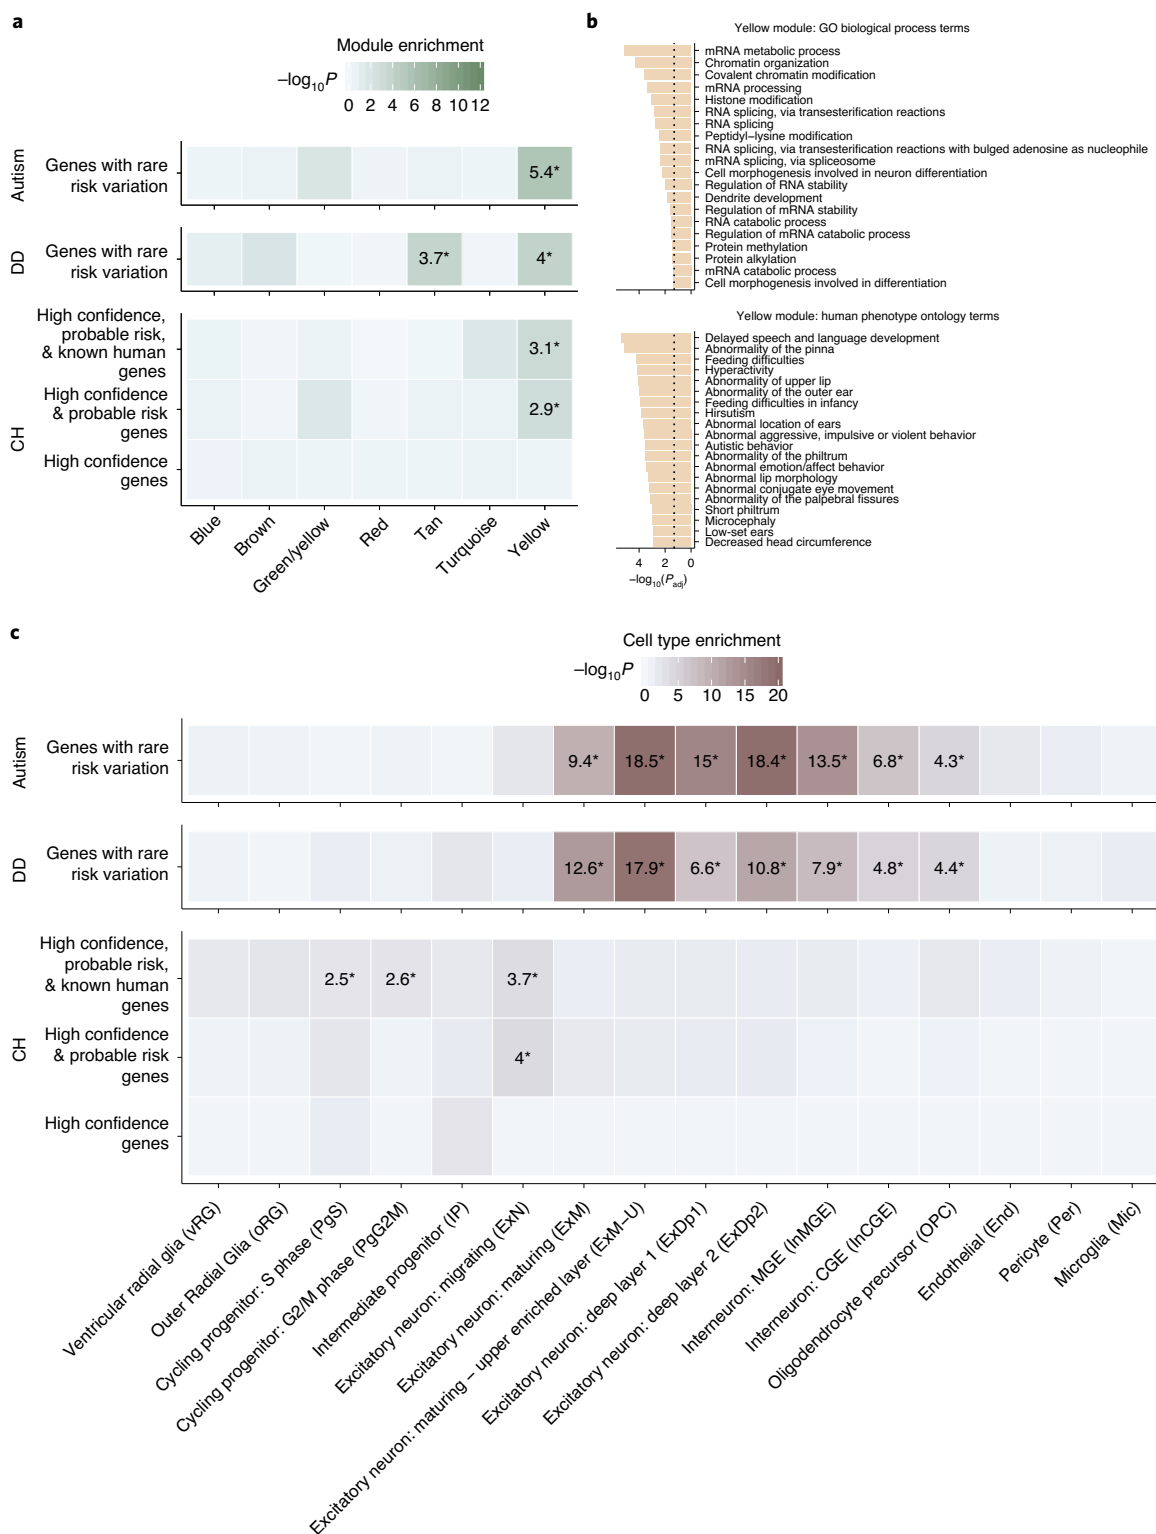 a
Module enrichment
–log10P
0 2 4 6 8 10 12
Autism
Genes with rare
risk variation
5.4*
DD
Genes with rare
risk variation
3.7*
4*
CH
High confidence,
probable risk,
& known human
genes
3.1*
High confidence
& probable risk
genes
2.9*
High confidence
genes
Blue
Brown
Green/yellow
Red
Tan
Turquoise
Yellow
b
Yellow module: GO biological process terms
mRNA metabolic process
Chromatin organization
Covalent chromatin modification
mRNA processing
Histone modification
RNA splicing, via transesterification reactions
RNA splicing
Peptidyl–lysine modification
RNA splicing, via transesterification reactions with bulged adenosine as nucleophile
mRNA splicing, via spliceosome
Cell morphogenesis involved in neuron differentiation
Regulation of RNA stability
Dendrite development
Regulation of mRNA stability
RNA catabolic process
Regulation of mRNA catabolic process
Protein methylation
Protein alkylation
mRNA catabolic process
Cell morphogenesis involved in differentiation
Yellow module: human phenotype ontology terms
Delayed speech and language development
Abnormality of the pinna
Feeding difficulties
Hyperactivity
Abnormality of upper lip
Abnormality of the outer ear
Feeding difficulties in infancy
Hirsutism
Abnormal location of ears
Abnormal aggressive, impulsive or violent behavior
Autistic behavior
Abnormality of the philtrum
Abnormal emotion/affect behavior
Abnormal lip morphology
Abnormal conjugate eye movement
Abnormality of the palpebral fissures
Short philtrum
Microcephaly
Low-set ears
Decreased head circumference
4 2 0
–log10(Padj)
c
Cell type enrichment
–log10P
0 5 10 15 20
Autism
Genes with rare
risk variation
9.4* 18.5* 15* 18.4* 13.5* 6.8* 4.3*
DD
Genes with rare
risk variation
12.6* 17.9* 6.6* 10.8* 7.9* 4.8* 4.4*
CH
High confidence,
probable risk,
& known human
genes
2.5* 2.6* 3.7*
High confidence
& probable risk
genes
4*
High confidence
genes
Ventricular radial glia (vRG)
Outer Radial Glia (oRG)
Cycling progenitor: S phase (PgS)
Cycling progenitor: G2/M phase (PgG2M)
Intermediate progenitor (IP)
Excitatory neuron: migrating (ExN)
Excitatory neuron: maturing (ExM)
Excitatory neuron: maturing – upper enriched layer (ExM–U)
Excitatory neuron: deep layer 1 (ExDp1)
Excitatory neuron: deep layer 2 (ExDp2)
Interneuron: MGE (InMGE)
Interneuron: CGE (InCGE)
Oligodendrocyte precursor (OPC)
Endothelial (End)
Pericyte (Per)
Microglia (Mic)